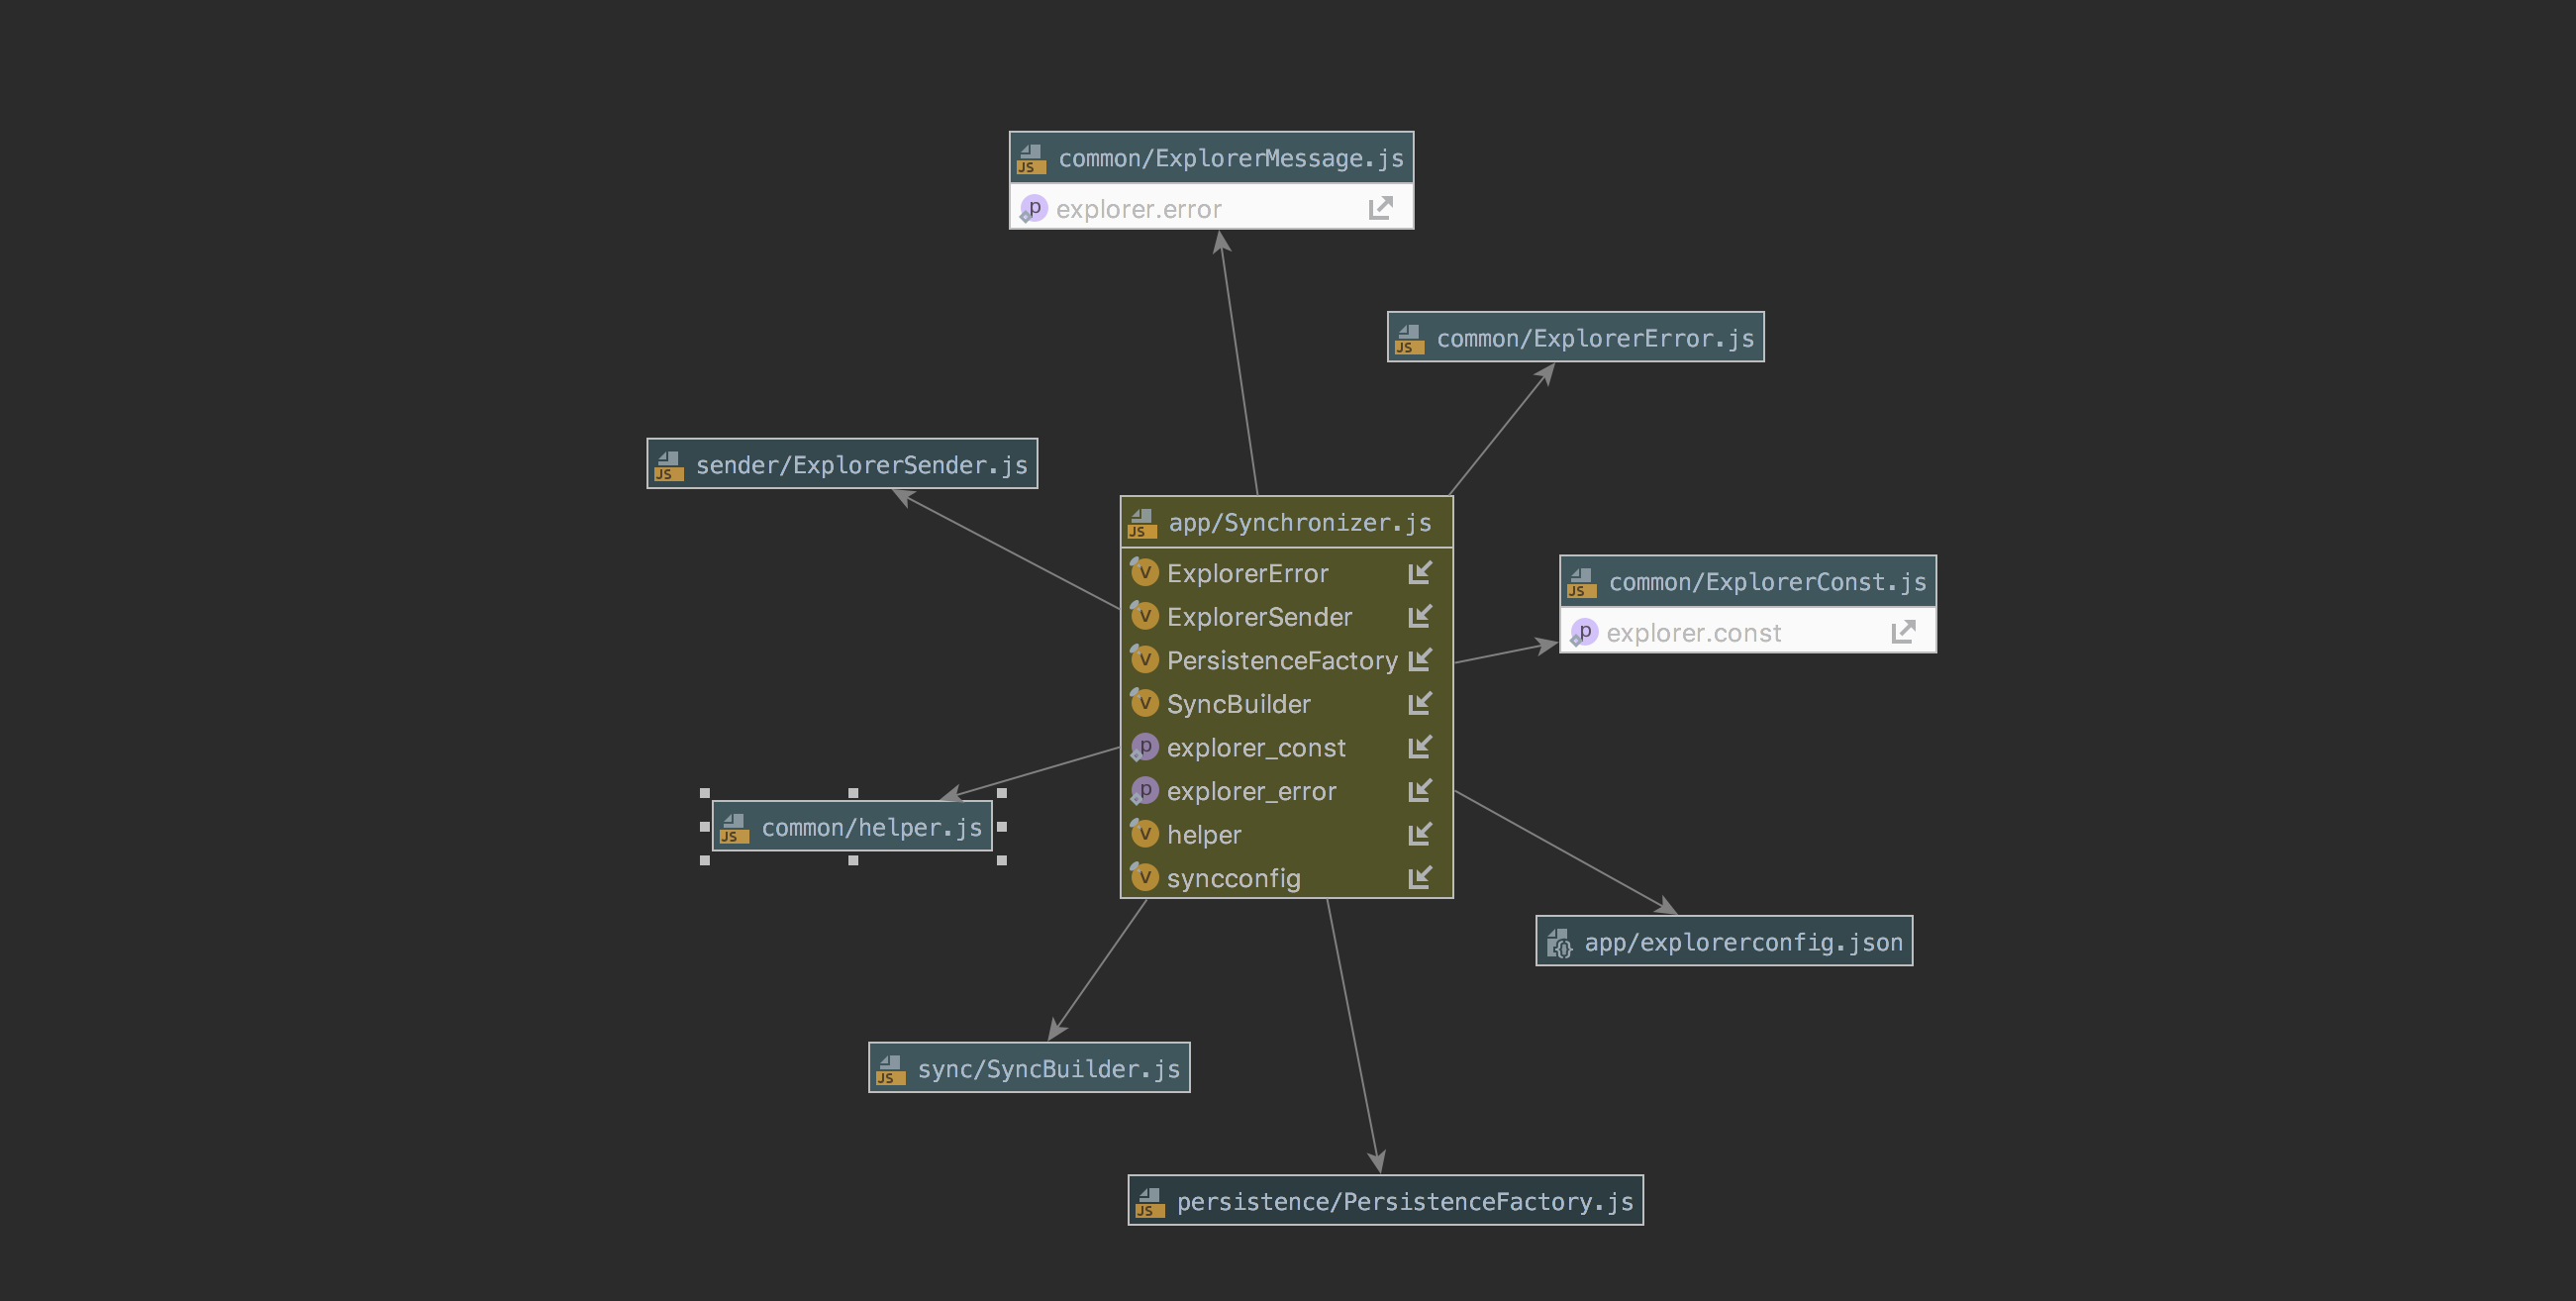 common/ExplorerMessage.js
explorer.error
common/ExplorerError.js
sender/ExplorerSender.js
app/Synchronizer.js
ExplorerError
ExplorerSender
PersistenceFactory
SyncBuilder
explorer_const
explorer_error
helper
syncconfig
common/ExplorerConst.js
explorer.const
common/helper.js
app/explorerconfig.json
sync/SyncBuilder.js
persistence/PersistenceFactory.js